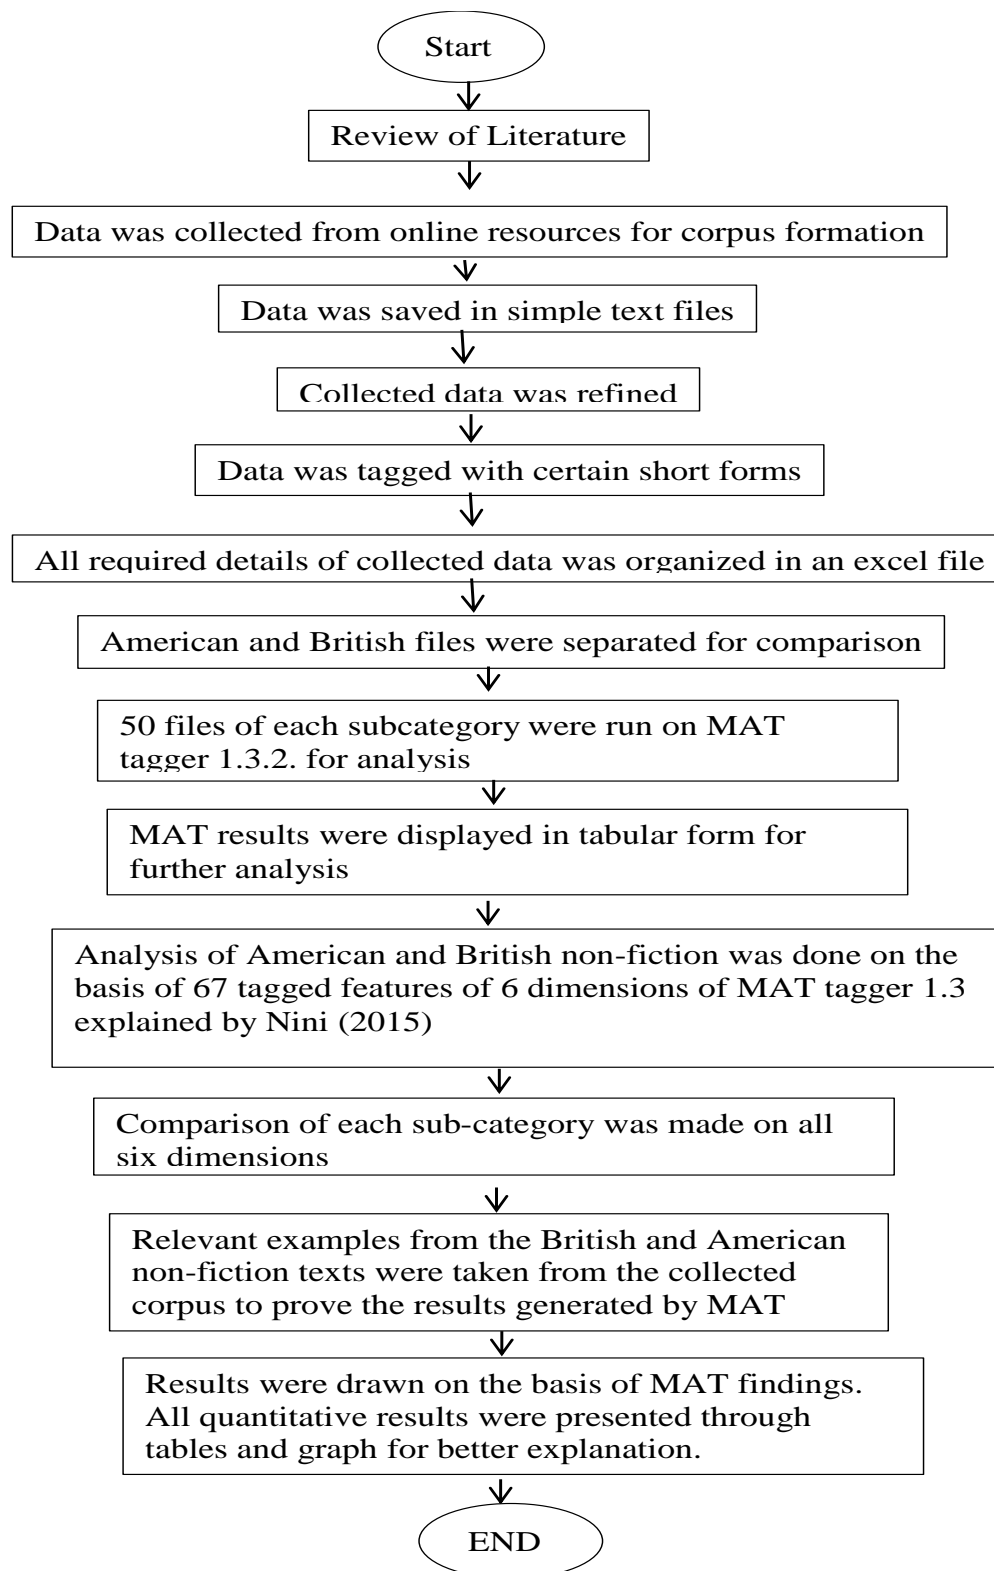 Start
Review of Literature
Data was collected from online resources for corpus formation
Data was saved in simple text files
Collected data was refined
Data was tagged with certain short forms
All required details of collected data was organized in an excel file
American and British files were separated for comparison
50 files of each subcategory were run on MAT
tagger 1.3.2. for analysis
MAT results were displayed in tabular form for
further analysis
Analysis of American and British non-fiction was done on the
basis of 67 tagged features of 6 dimensions of MAT tagger 1.3
explained by Nini (2015)
Comparison of each sub-category was made on all
six dimensions
Relevant examples from the British and American
non-fiction texts were taken from the collected
corpus to prove the results generated by MAT
Results were drawn on the basis of MAT findings.
All quantitative results were presented through
tables and graph for better explanation.
END